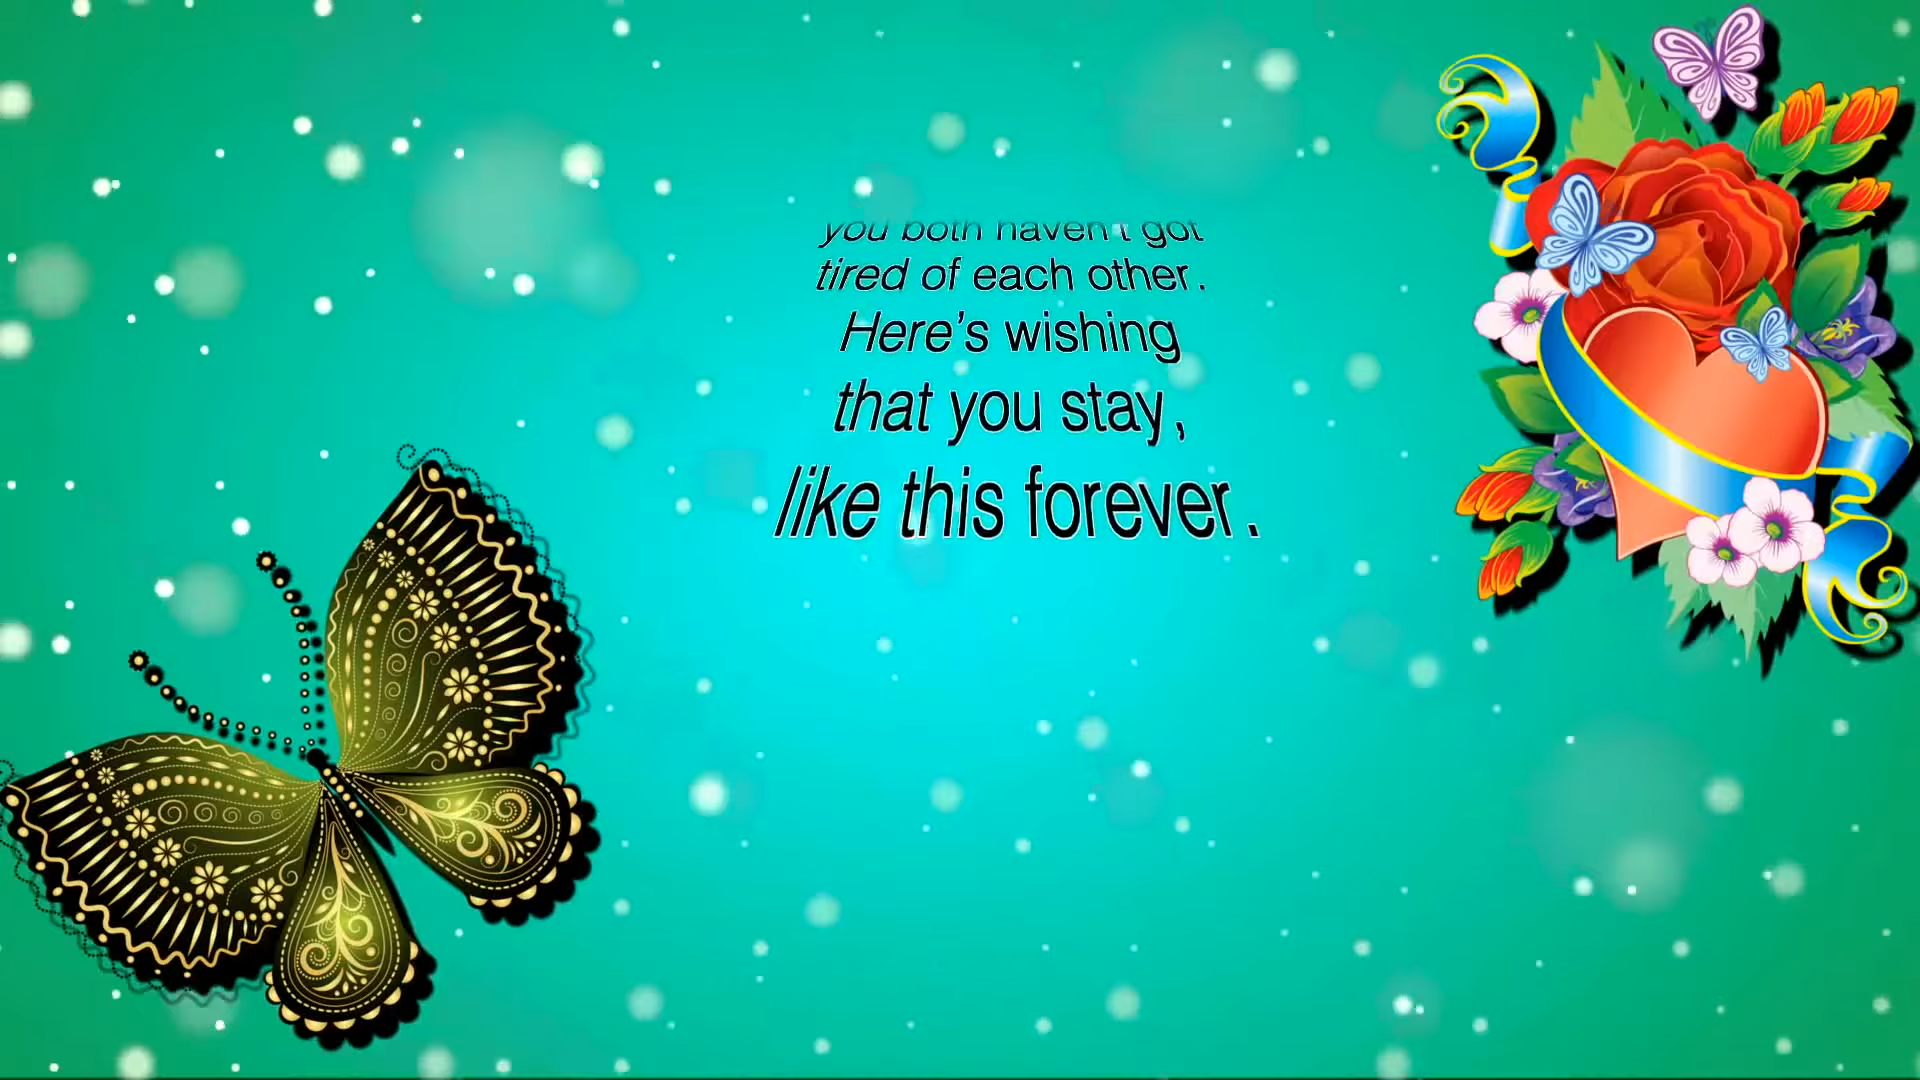 you both haven't got
tired of each other.
Here’s wishing
that you stay,
like this forever.